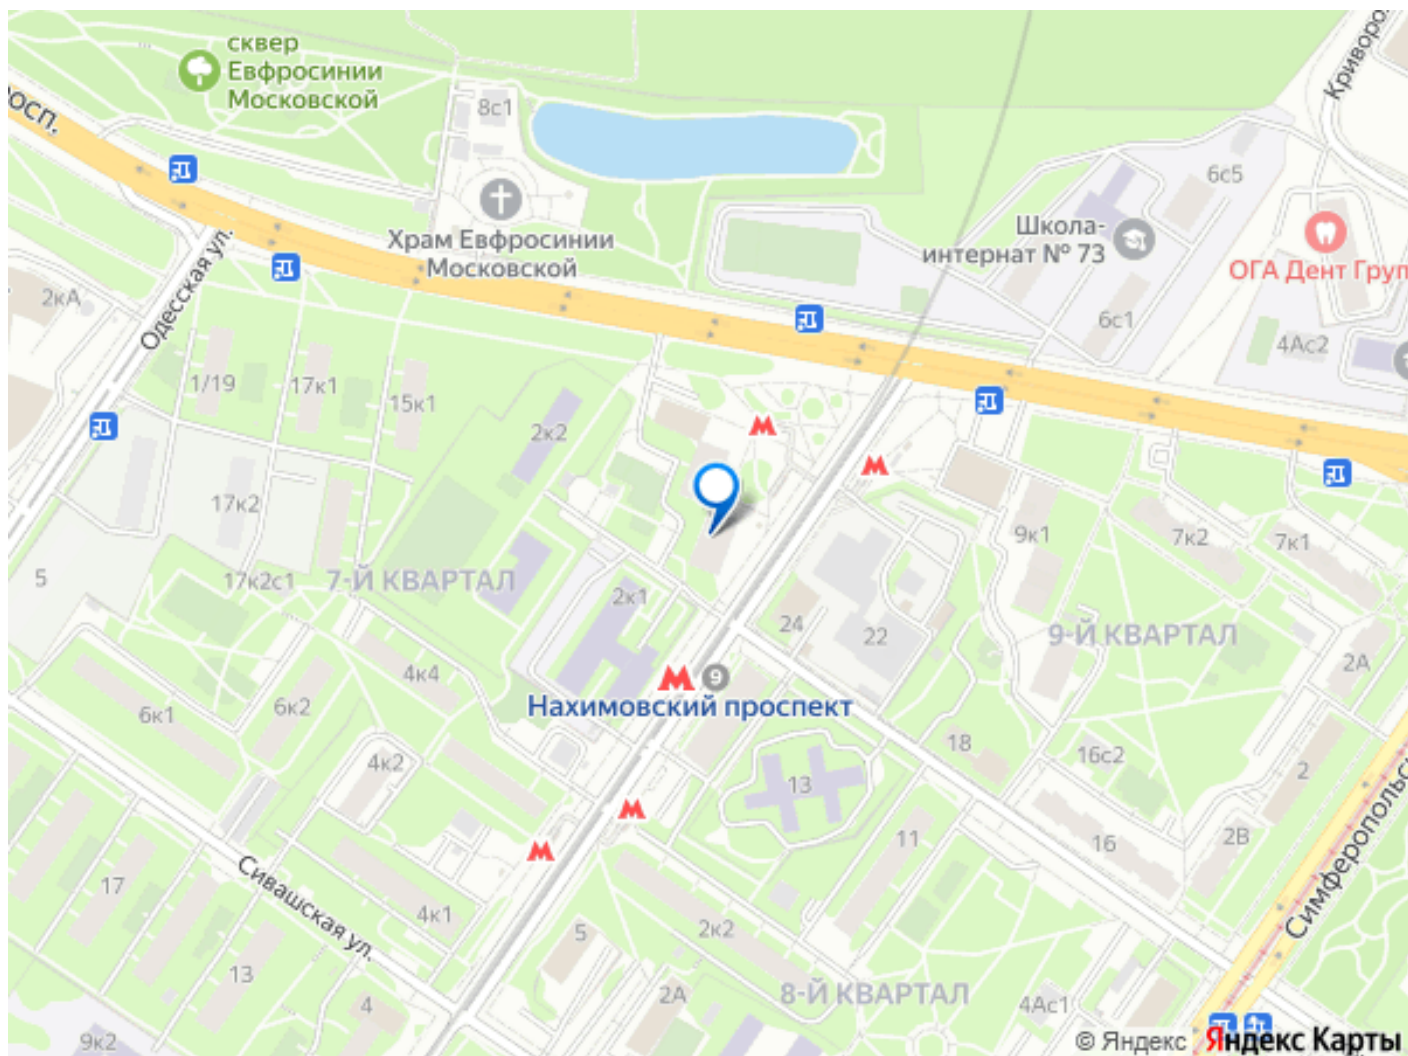 сквер
Евфросинии
Московской
Криворо
8с1
росп.
6с5
Школа-
интернат № 73
Храм Евфросинии
Московской
ОГА Дент Груп
2кА
Одесская ул.
6с1
4Ас2
1/19
17к1
15к1
2к2
М
М
17к2
9к1
7к2
7к1
5
17к2с1
7-Й КВАРТАЛ
2к1
24
22
9-Й КВАРТАЛ
2А
4к4
М
9
Нахимовский проспект
6к1
6к2
18
16с2
4к2
13
2
М
М
11
16
2В
Симферопольс
17
Сивашская ул.
4к1
2к2
5
13
2А
8-Й КВАРТАЛ
4
4Ас1
9к2
© Яндекс
Яндекс Карты